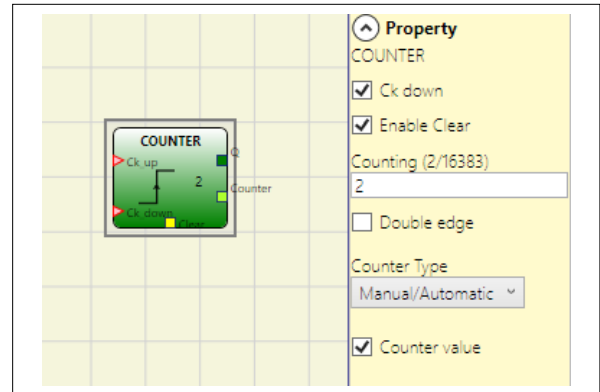 COUNTER
Ck_up
Q
2
Counter
Ck_down
Clear
Property
COUNTER
Ck down
Enable Clear
Counting (2/16383)
2
Double edge
Counter Type
Manual/Automatic
Counter value